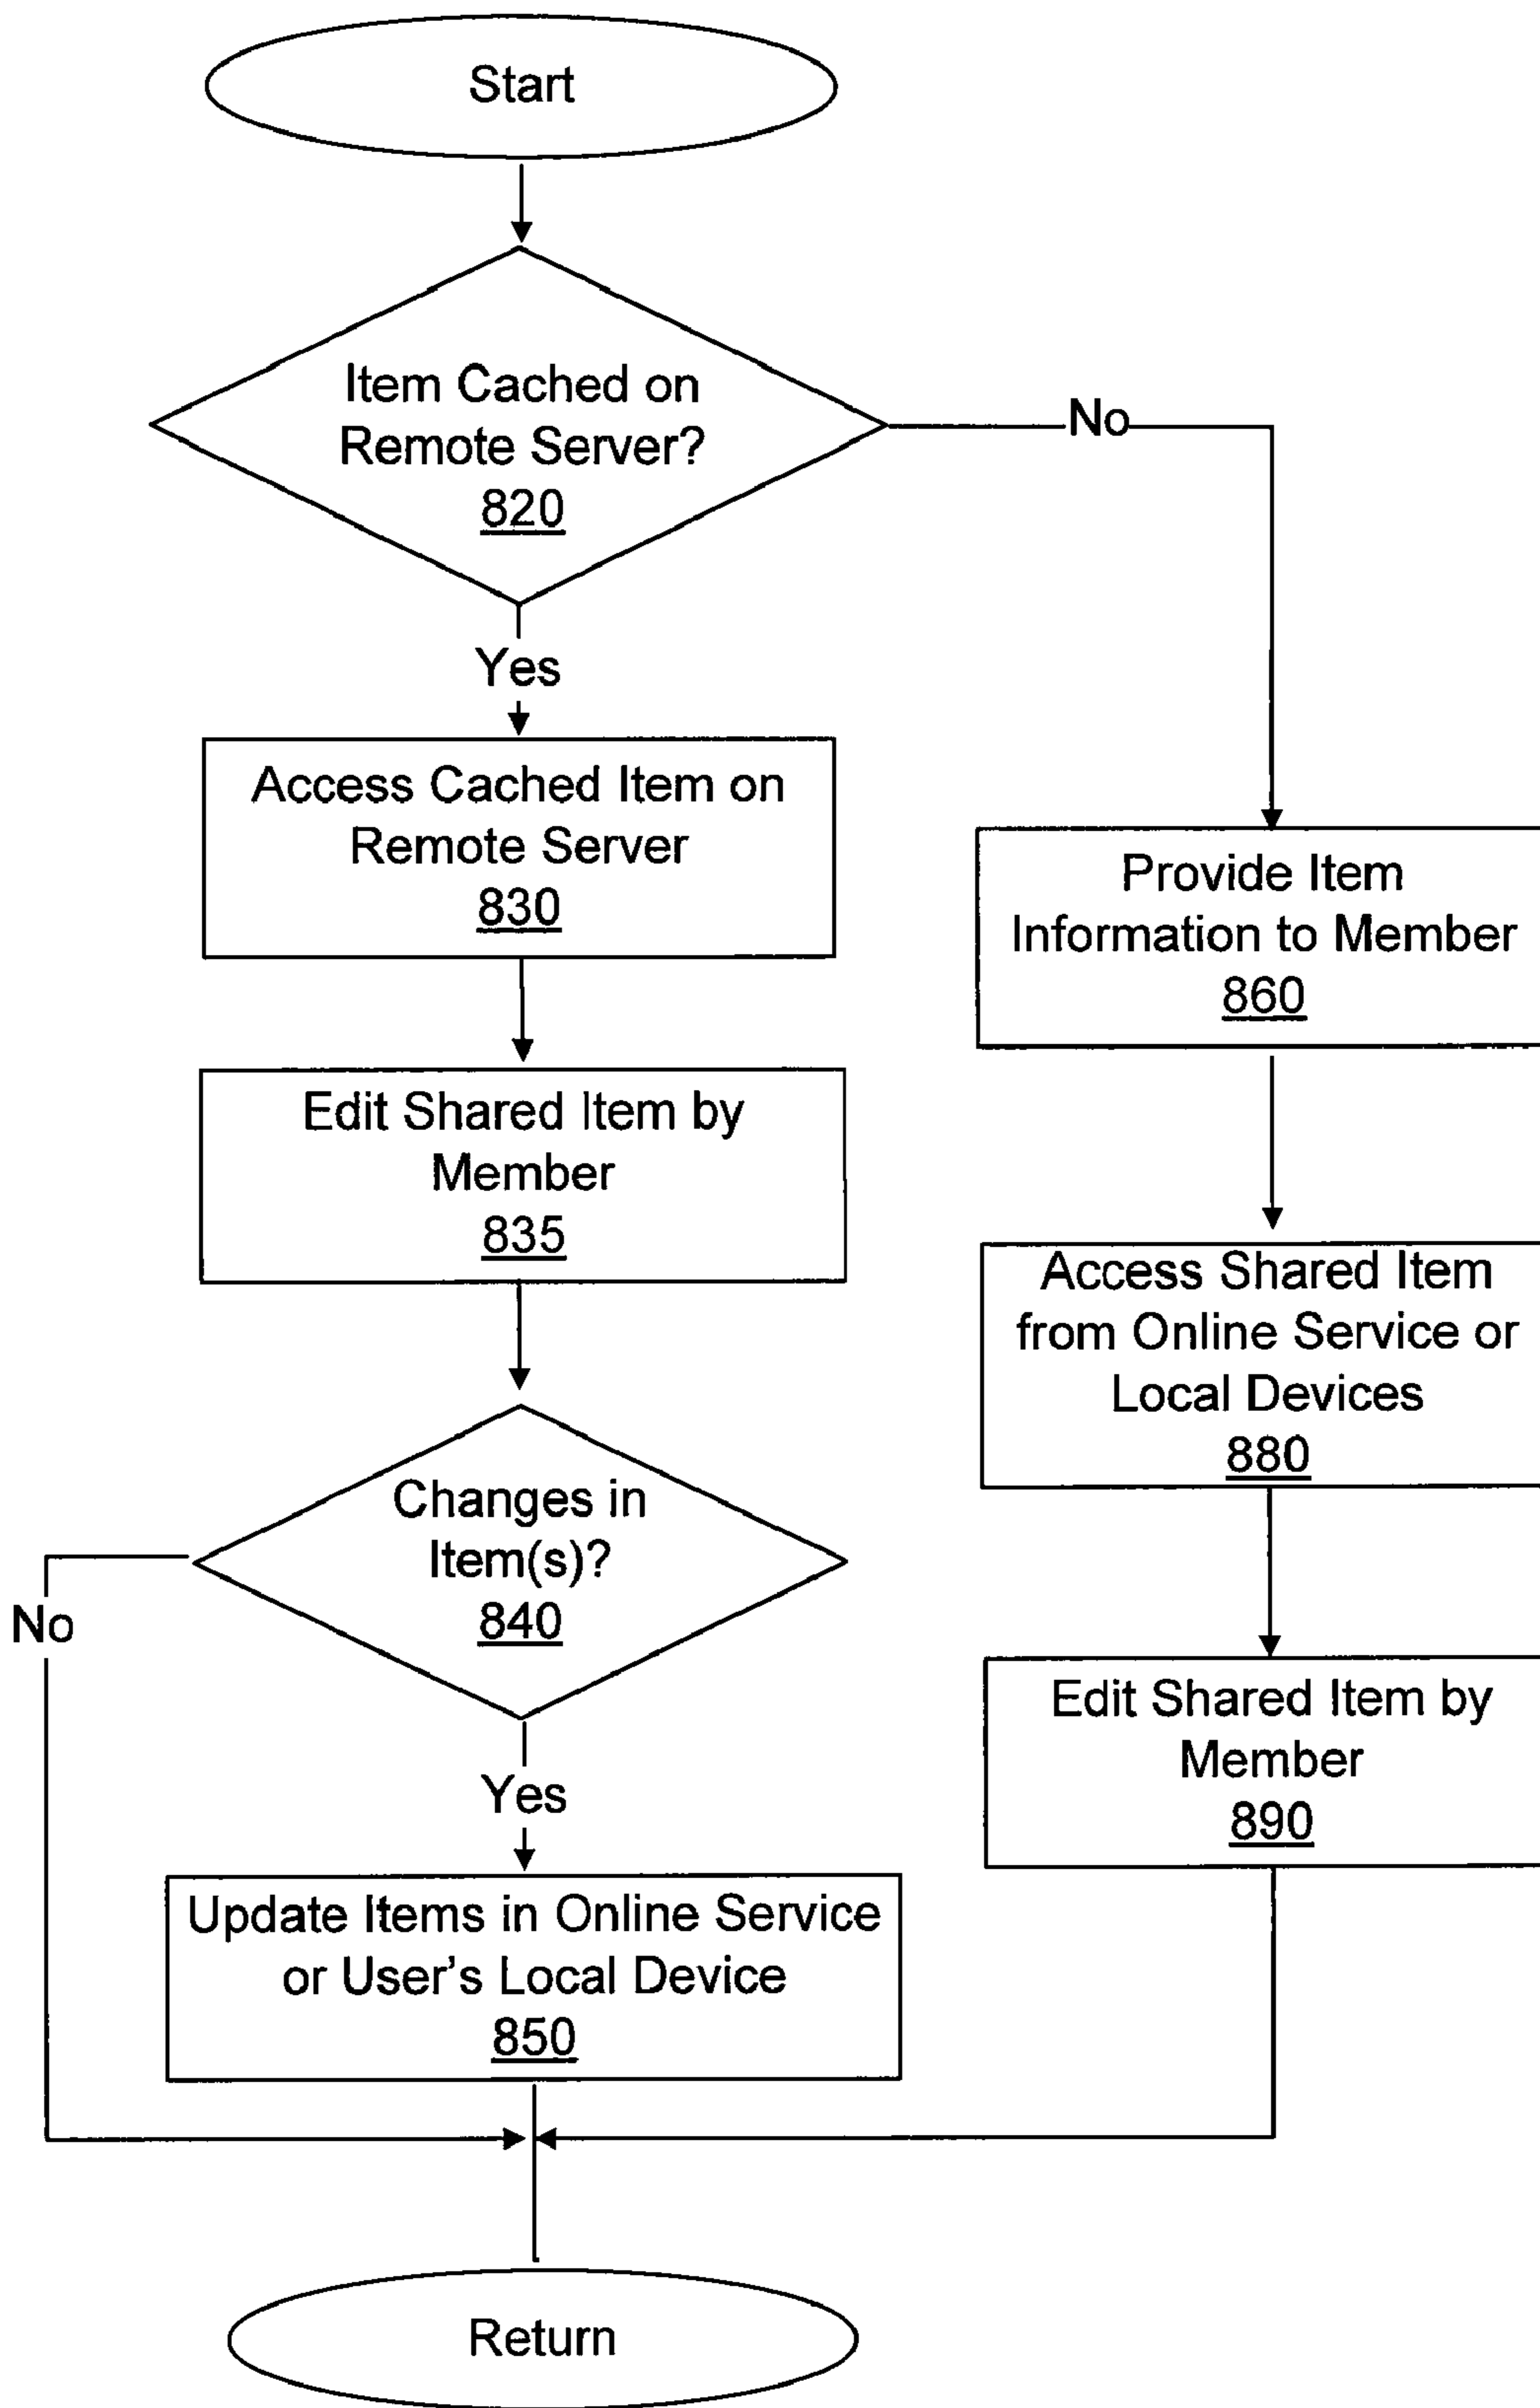 Start
Item Cached on
Remote Server?
820
No
Yes
Access Cached Item on
Remote Server
830
Provide Item
Information to Member
860
Edit Shared Item by
Member
835
Access Shared Item
from Online Service or
Local Devices
880
Changes in
Item(s)?
840
No
Yes
Edit Shared Item by
Member
890
Update Items in Online Service
or User's Local Device
850
Return